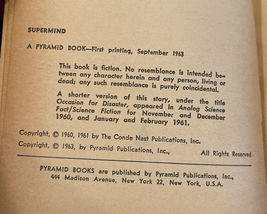 SUPERMIND
A PYRAMID BOOK—First printing, September 1963
This book is fiction. No resemblance is intended be-
tween any character herein and any person, living or
dead; any such resemblance is purely coincidental.
A shorter version of this story, under the title
Occasion for Disaster, appeared in Analog Science
Fact/Science Fiction for November and December
1960, and January and February 1961.
Copyright, © 1960, 1961 by The Conde Nast Publications, Inc.
Copyright, © 1963, by Pyramid Publications, Inc., All Rights Reserved
PYRAMID BOOKS are published by Pyramid Publications, Inc.,
444 Madison Avenue, New York 22, New York, U.S.A.